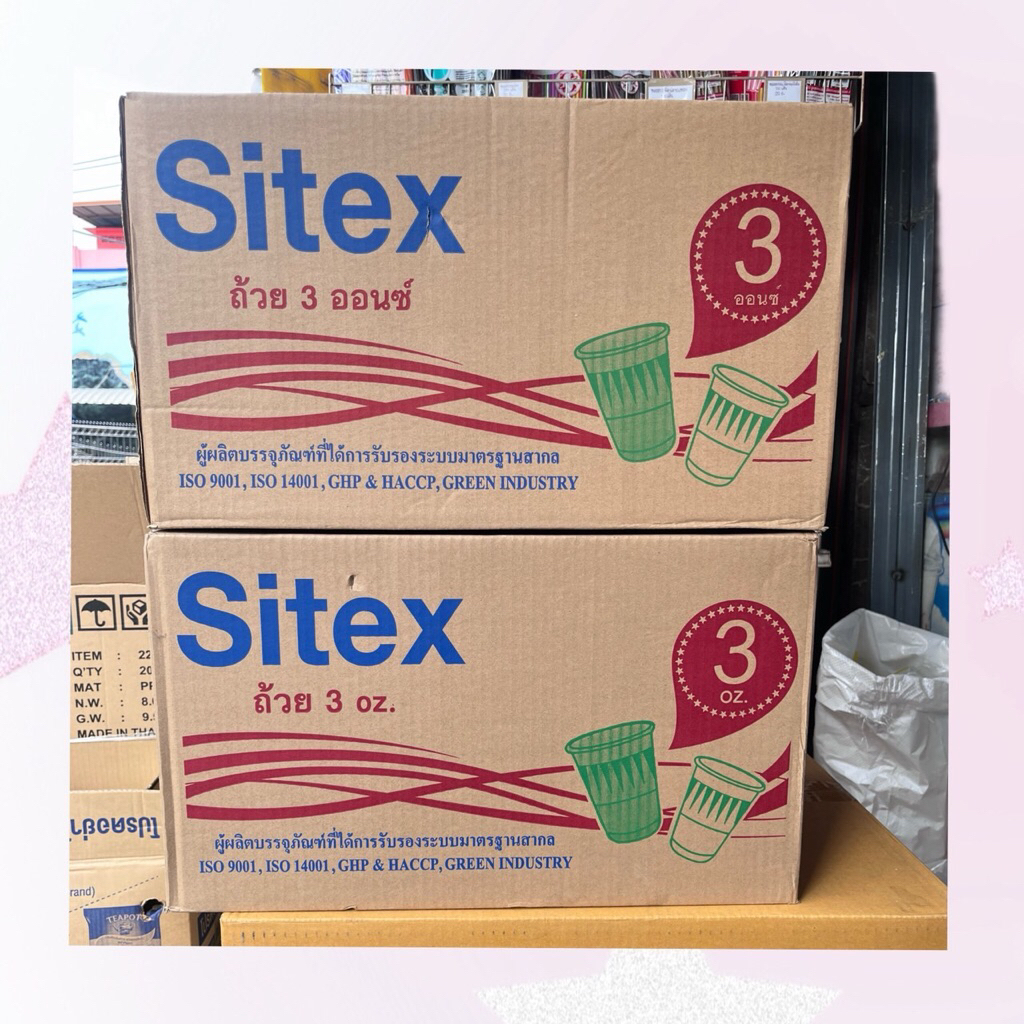 Sitex
ถ้วย 3 ออนซ์
3
ออนซ์
ผู้ผลิตบรรจุภัณฑ์ที่ได้การรับรองระบบมาตรฐานสากล
ISO 9001, ISO 14001, GHP & HACCP, GREEN INDUSTRY
Sitex
ถ้วย 3 oz.
3
oz.
ผู้ผลิตบรรจุภัณฑ์ที่ได้การรับรองระบบมาตรฐานสากล
ISO 9001, ISO 14001, GHP & HACCP, GREEN INDUSTRY
ITEM : 22
Q'TY : 20
MAT :
N.W. : 8.
G.W. : 9.
MADE IN
TEAPOT